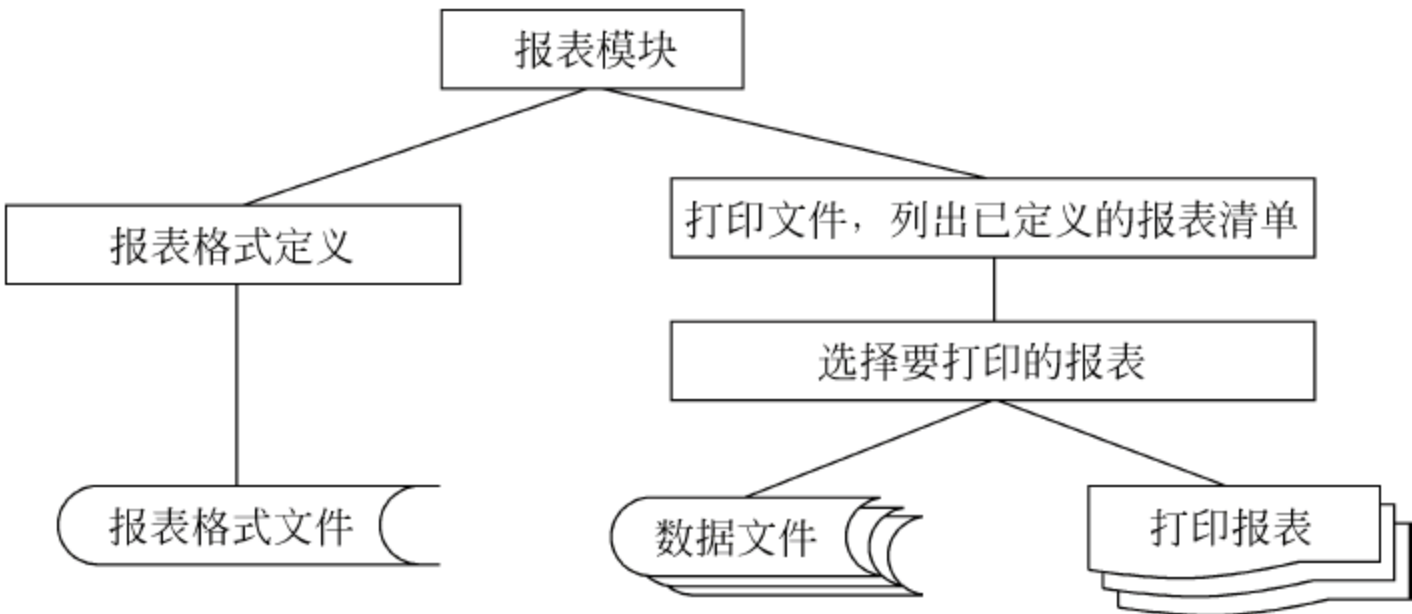 报表模块
报表格式定义
打印文件，列出已定义的报表清单
选择要打印的报表
报表格式文件
数据文件
打印报表